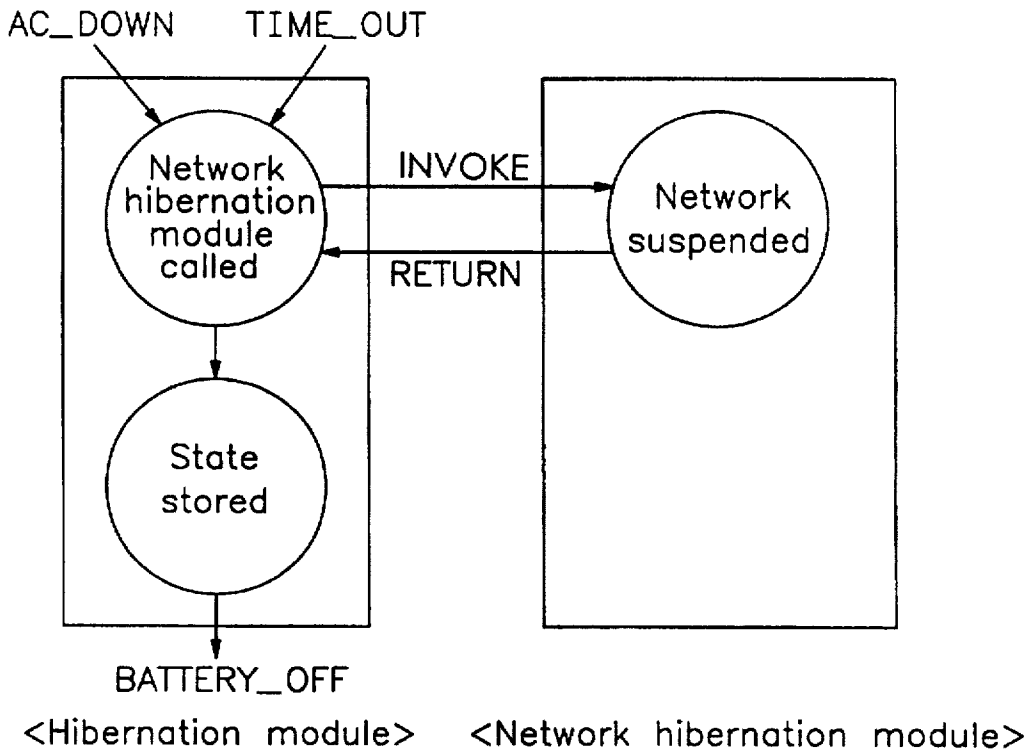 AC_DOWN TIME_OUT
Network
hibernation
module
called
INVOKE
RETURN
Network
suspended
State
stored
BATTERY_OFF
<Hibernation module> <Network hibernation module>